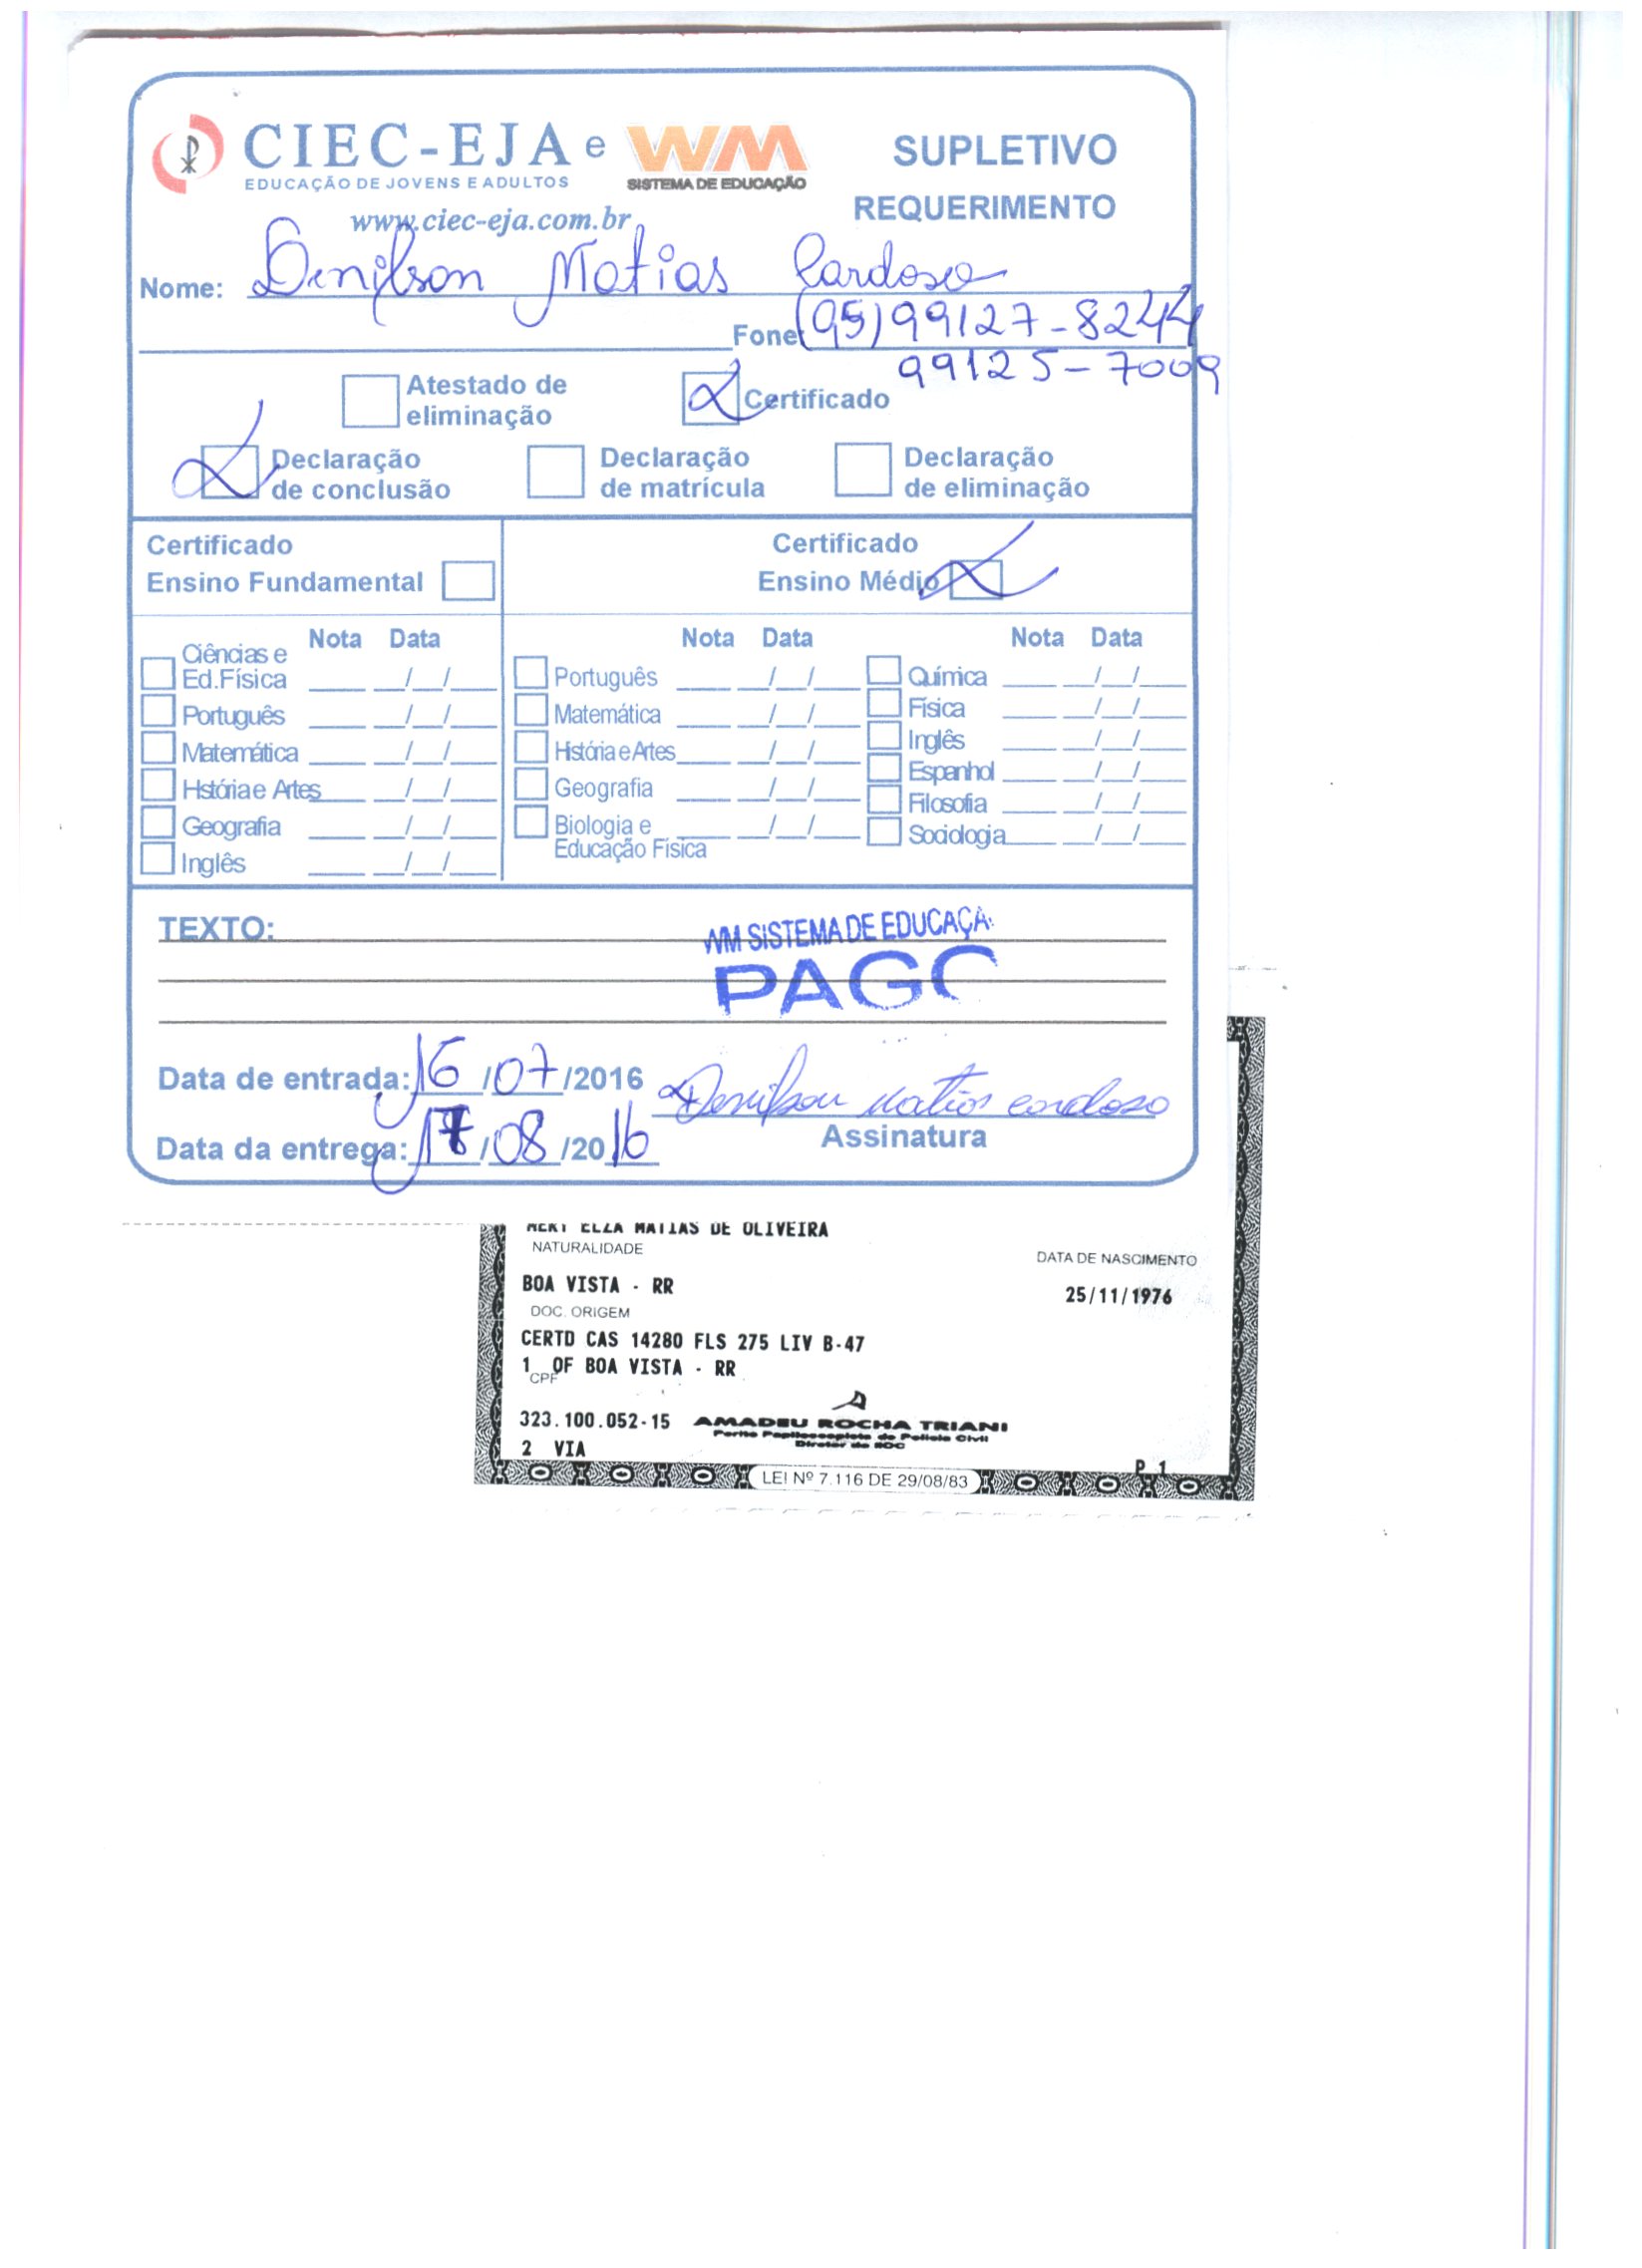 CIEC-EJA e WM SUPLETIVO
EDUCAÇÃO DE JOVENS E ADULTOS SISTEMA DE EDUCAÇÃO
www.ciec-eja.com.br REQUERIMENTO
Nome: Denilson Matias Cardoso
Fone (95) 99127-8244
99125-7009
Atestado de eliminação Certificado
Declaração de conclusão Declaração de matrícula Declaração de eliminação
Certificado Certificado
Ensino Fundamental Ensino Médio
Nota Data Nota Data Nota Data
Ciências e Ed.Física ____ __/__/__ Português ____ __/__/__ Química ____ __/__/__
Português ____ __/__/__ Matemática ____ __/__/__ Física ____ __/__/__
Matemática ____ __/__/__ História e Artes ____ __/__/__ Inglês ____ __/__/__
Hstória e Artes ____ __/__/__ Geografia ____ __/__/__ Espanhol ____ __/__/__
Geografia ____ __/__/__ Biologia e Educação Física ____ __/__/__ Filosofia ____ __/__/__
Inglês ____ __/__/__ Sociologia ____ __/__/__
TEXTO:
WM SISTEMA DE EDUCAÇÃ
PAGO
Data de entrada: 16/07/2016 Denilson Matias Cardoso
Data da entrega: 17/08/2016 Assinatura
MERY ELZA MATIAS DE OLIVEIRA
NATURALIDADE DATA DE NASCIMENTO
BOA VISTA - RR 25/11/1976
DOC. ORIGEM
CERTD CAS 14280 FLS 275 LIV B-47
1 OF BOA VISTA - RR
CPF
323.100.052-15 AMADEU ROCHA TRIANI
Perito Papiloscopista de Polícia Civil
Diretor do
2 VIA P.1
LEI Nº 7.116 DE 29/08/83